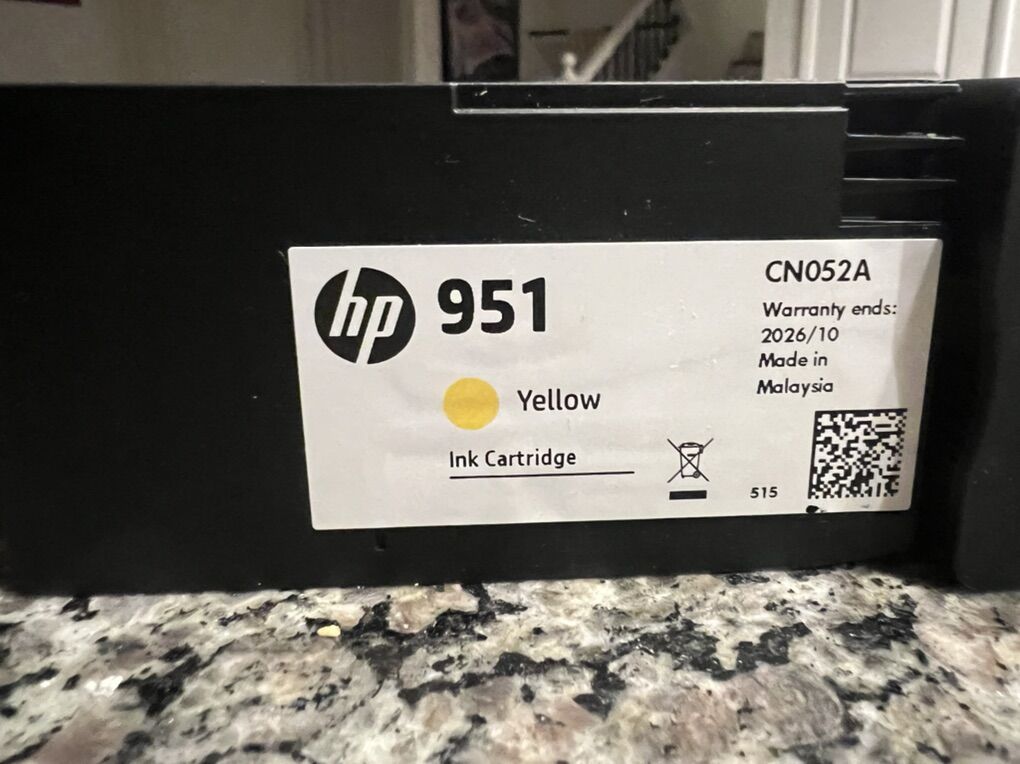 hp 951
Yellow
Ink Cartridge
CN052A
Warranty ends:
2026/10
Made in
Malaysia
515